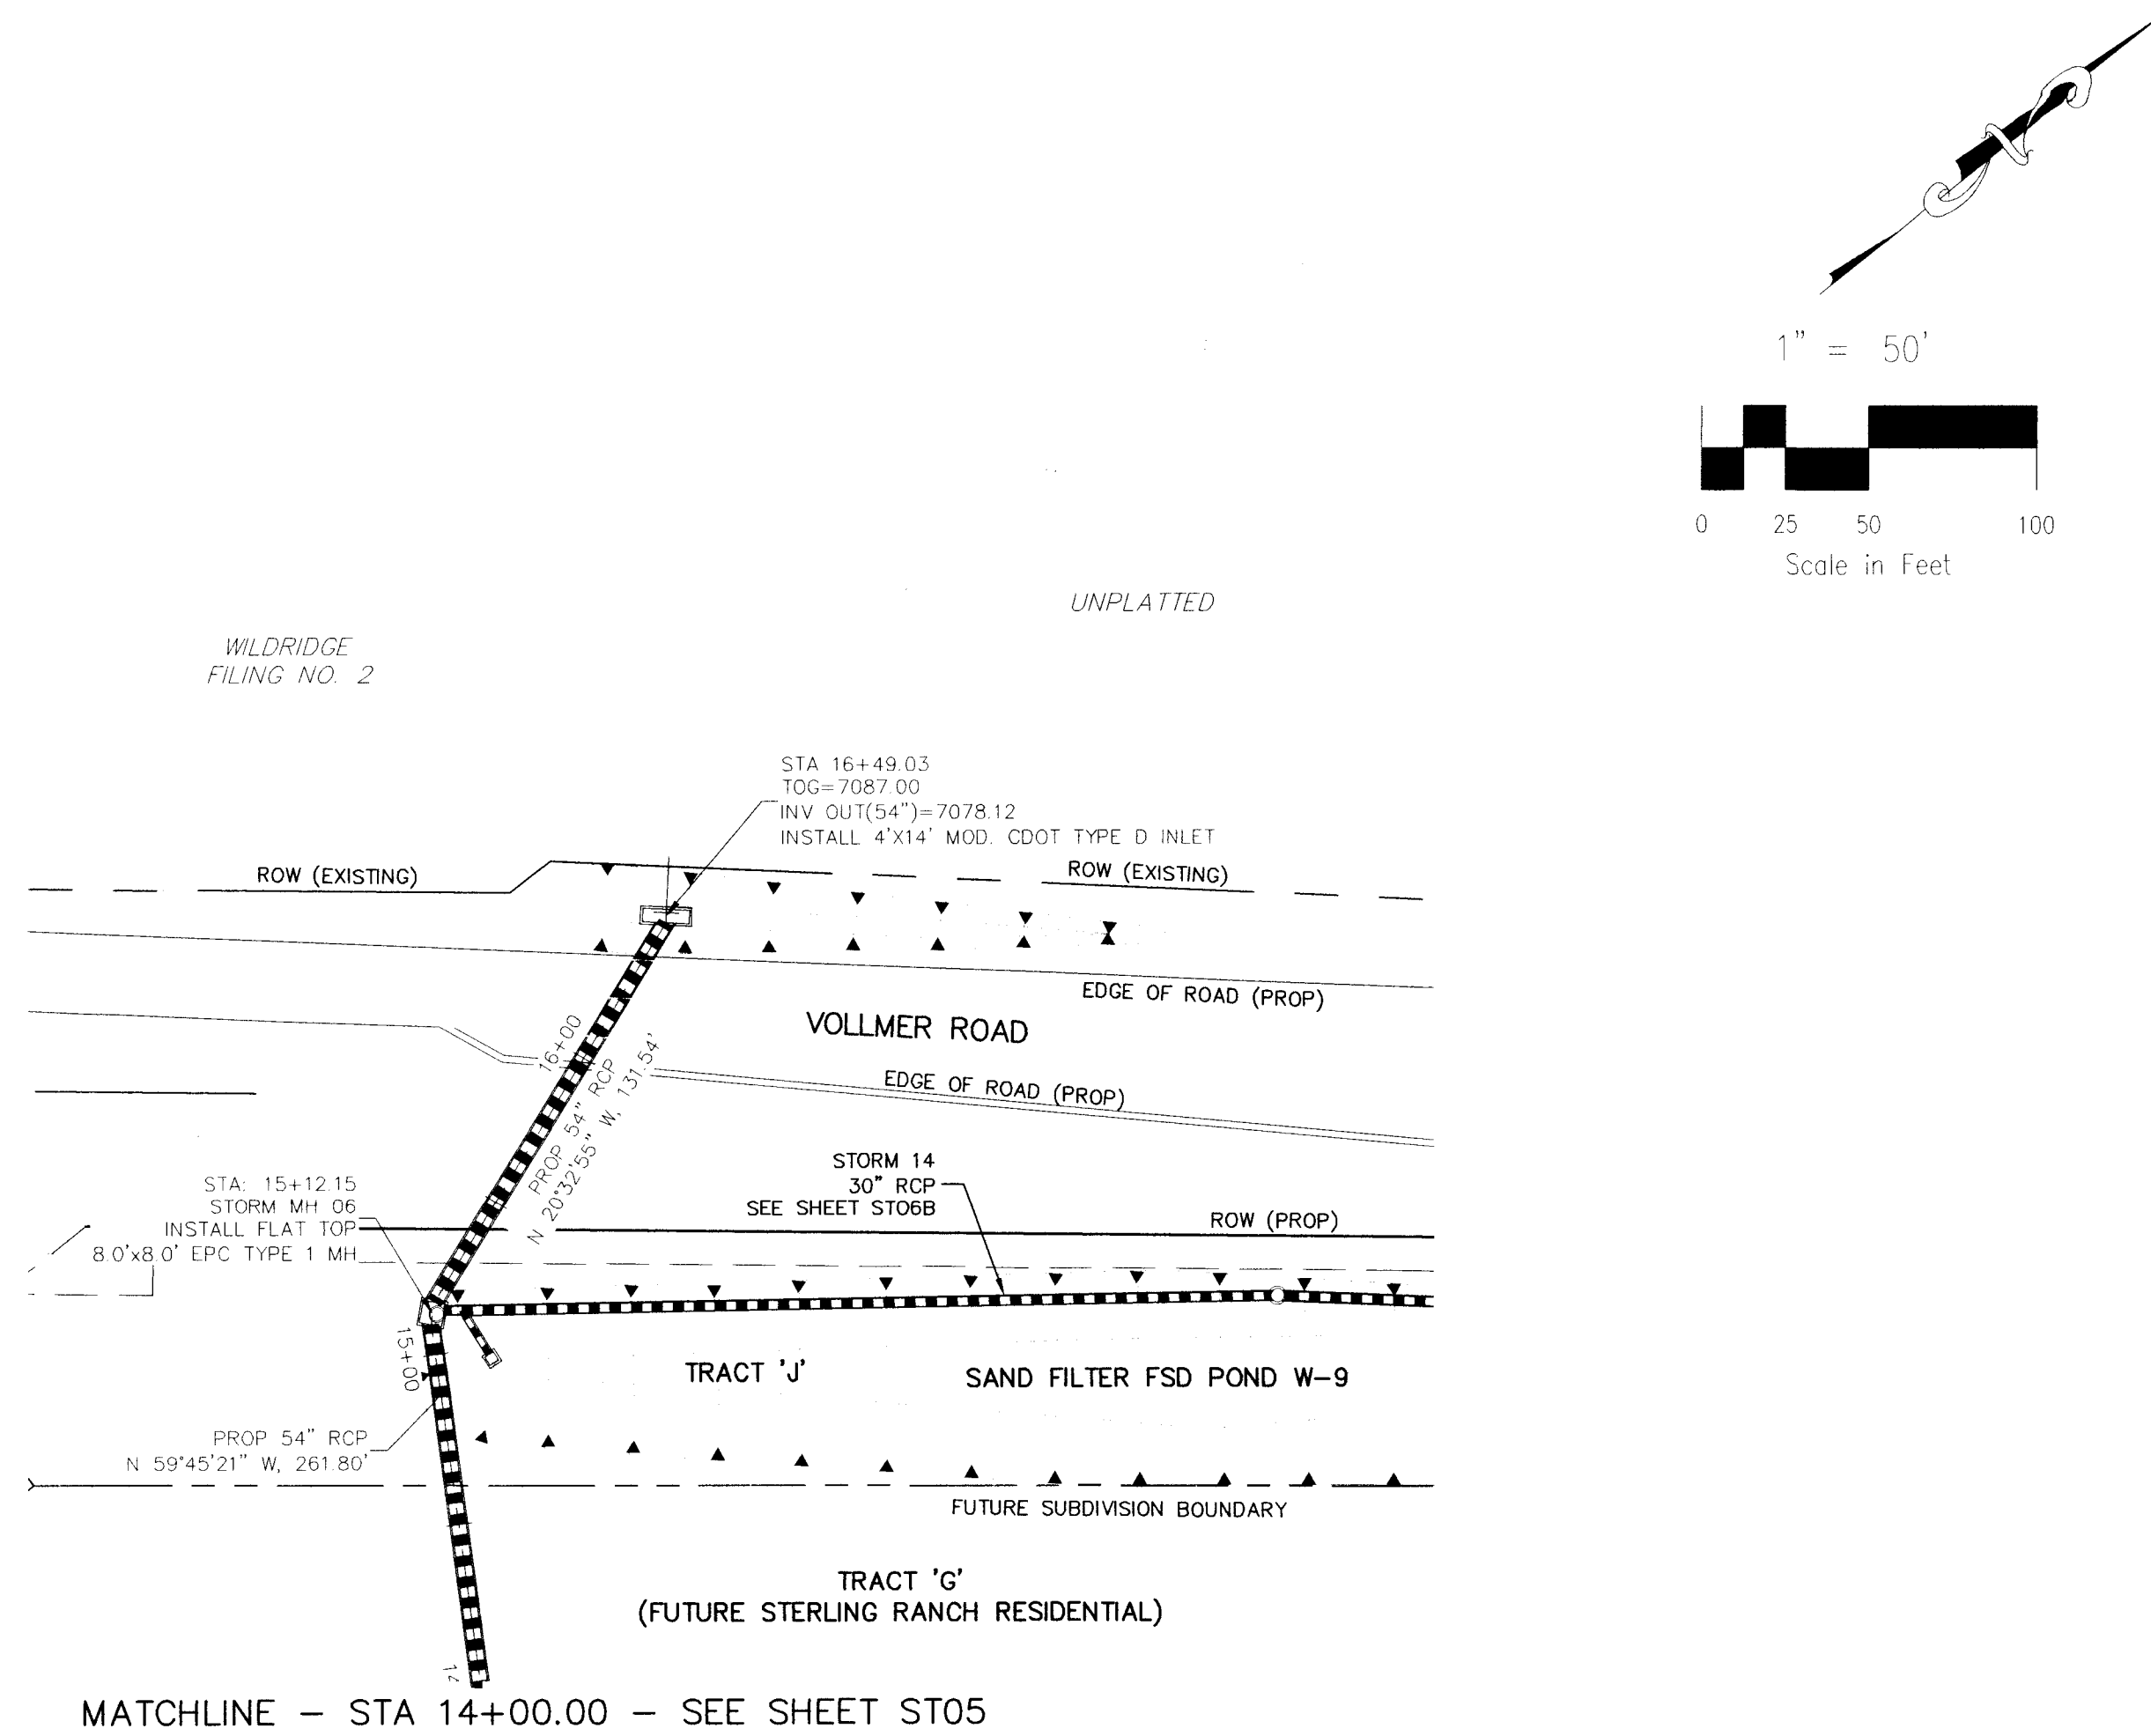 1" = 50'
0 25 50 100
Scale in Feet
UNPLATTED
WILDRIDGE
FILING NO. 2
STA 16+49.03
TOG=7087.00
INV OUT(54")=7078.12
INSTALL 4'X14' MOD. CDOT TYPE D INLET
ROW (EXISTING)
ROW (EXISTING)
EDGE OF ROAD (PROP)
VOLLMER ROAD
16+00
PROP 54" RCP
N 20°32'55" W, 131.54'
EDGE OF ROAD (PROP)
STORM 14
30" RCP
SEE SHEET ST06B
STA: 15+12.15
STORM MH 06
INSTALL FLAT TOP
8.0'x8.0' EPC TYPE 1 MH
ROW (PROP)
15+00
TRACT 'J'
SAND FILTER FSD POND W-9
PROP 54" RCP
N 59°45'21" W, 261.80'
FUTURE SUBDIVISION BOUNDARY
TRACT 'G'
(FUTURE STERLING RANCH RESIDENTIAL)
MATCHLINE - STA 14+00.00 - SEE SHEET ST05